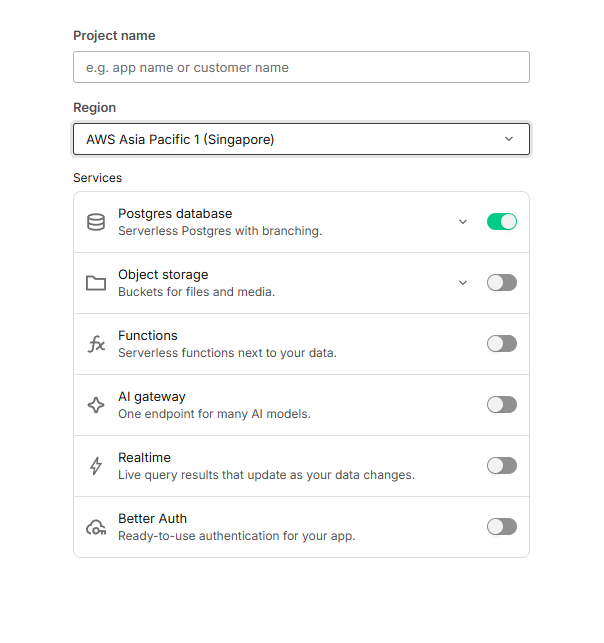 Project name
e.g. app name or customer name
Region
AWS Asia Pacific 1 (Singapore)
Services
Postgres database
Serverless Postgres with branching.
Object storage
Buckets for files and media.
Functions
Serverless functions next to your data.
AI gateway
One endpoint for many AI models.
Realtime
Live query results that update as your data changes.
Better Auth
Ready-to-use authentication for your app.